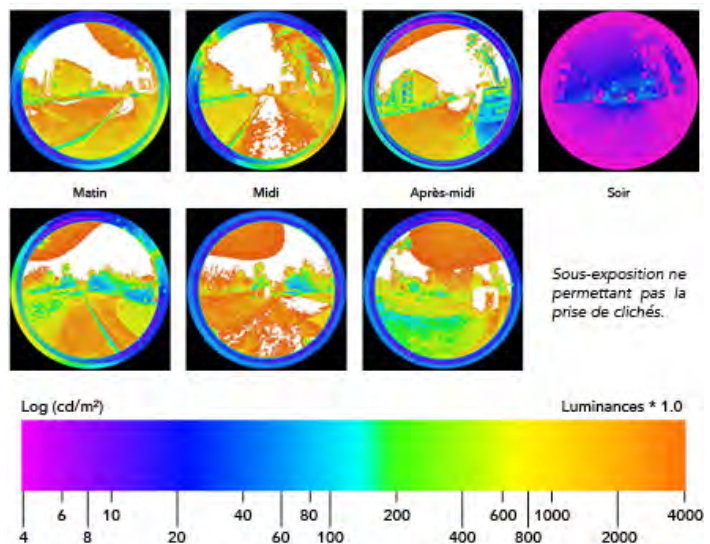 Matin Midi Après-midi Soir
Sous-exposition ne
permettant pas la
prise de clichés.
Log (cd/m²) Luminances * 1.0
6 10 40 80 200 600 1000 4000
4 8 20 60 100 400 800 2000